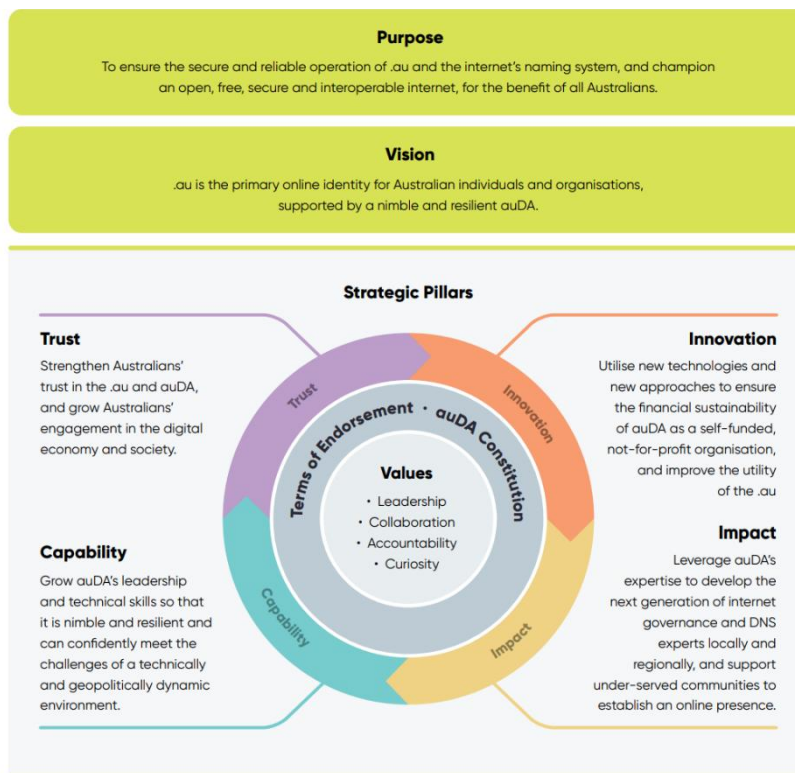 Purpose
To ensure the secure and reliable operation of .au and the internet’s naming system, and champion
an open, free, secure and interoperable internet, for the benefit of all Australians.
Vision
.au is the primary online identity for Australian individuals and organisations,
supported by a nimble and resilient auDA.
Strategic Pillars
Trust
Strengthen Australians’
trust in the .au and auDA,
and grow Australians’
engagement in the digital
economy and society.
Innovation
Utilise new technologies and
new approaches to ensure
the financial sustainability
of auDA as a self-funded,
not-for-profit organisation,
and improve the utility
of the .au
Trust
Innovation
Terms of Endorsement · auDA Constitution
Values
· Leadership
· Collaboration
· Accountability
· Curiosity
Capability
Impact
Capability
Grow auDA’s leadership
and technical skills so that
it is nimble and resilient and
can confidently meet the
challenges of a technically
and geopolitically dynamic
environment.
Impact
Leverage auDA’s
expertise to develop the
next generation of internet
governance and DNS
experts locally and
regionally, and support
under-served communities to
establish an online presence.